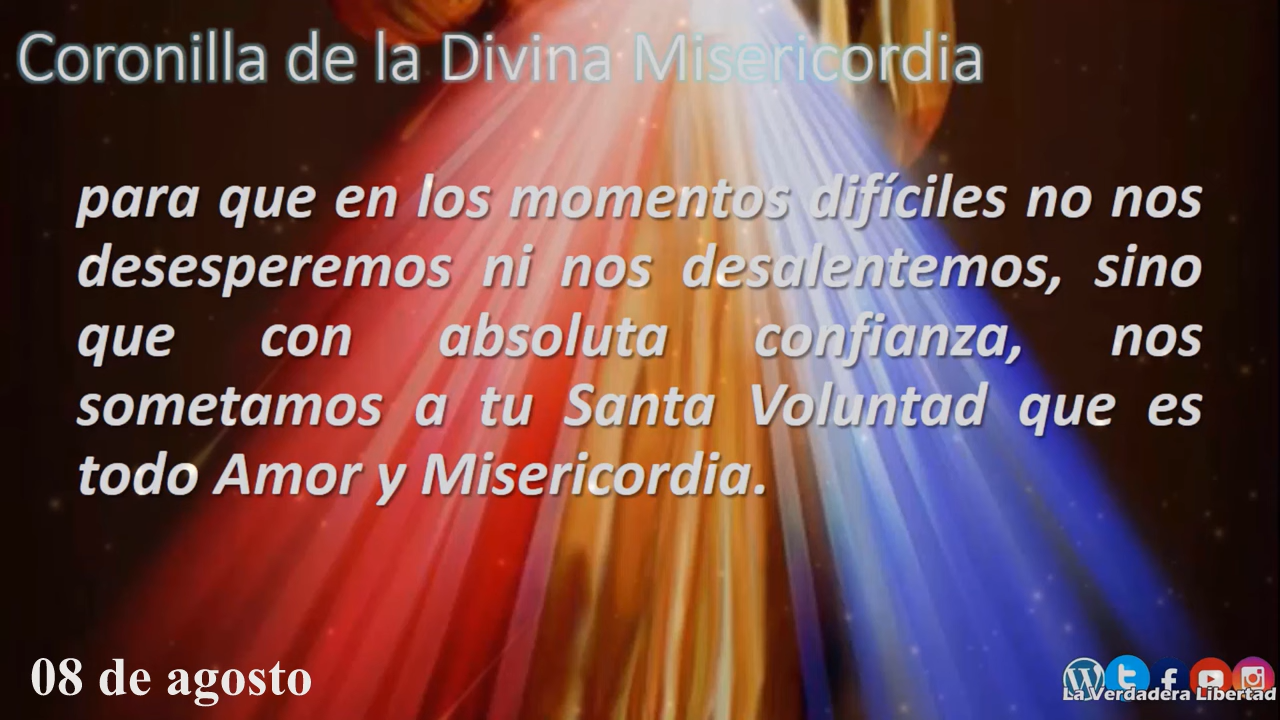 Coronilla de la Divina Misericordia
para que en los momentos difíciles no nos
desesperemos ni nos desalentemos, sino
que con absoluta confianza, nos
sometamos a tu Santa Voluntad que es
todo Amor y Misericordia.
08 de agosto
La Verdadera Libertad